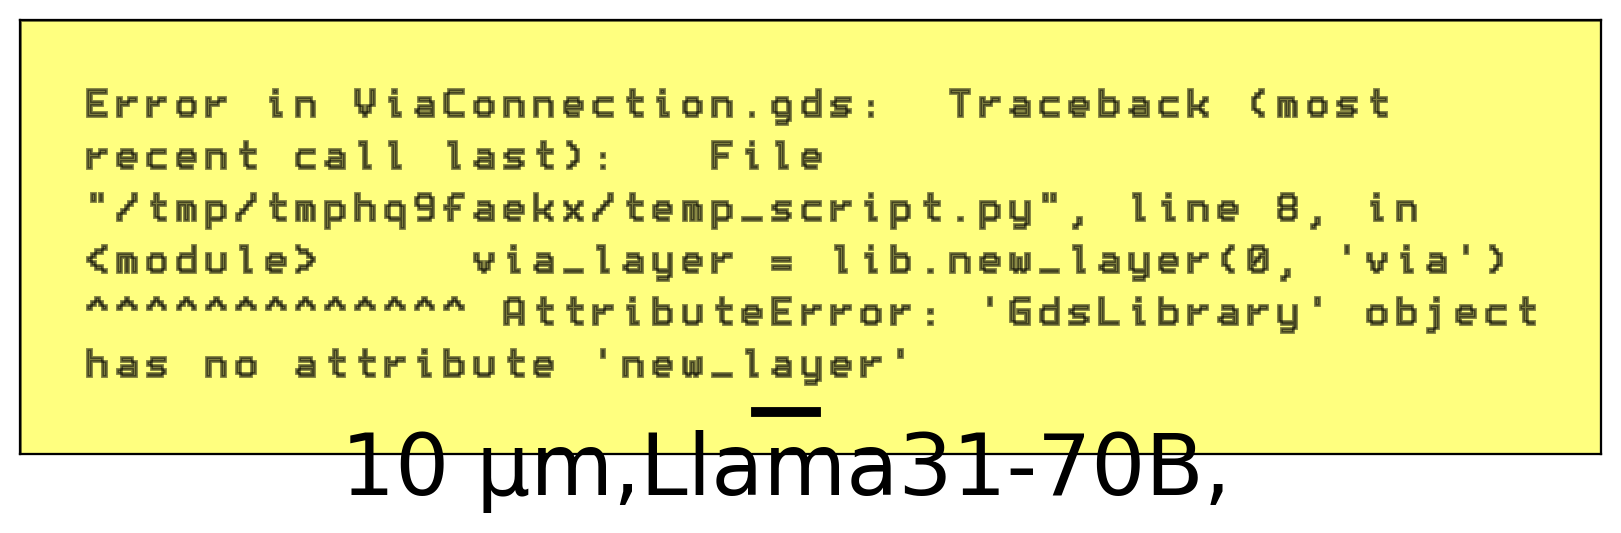 Error in ViaConnection.gds:  Traceback (most
recent call last):   File
"/tmp/tmphq9faekx/temp_script.py", line 8, in
<module>     via_layer = lib.new_layer(0, 'via')
^^^^^^^^^^^^^ AttributeError: 'GdsLibrary' object
has no attribute 'new_layer'
10 μm,Llama31-70B,